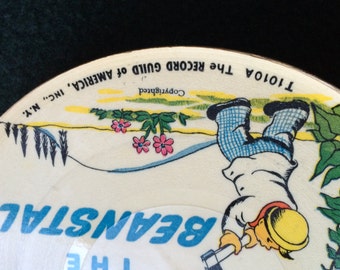 T1010A The RECORD GUILD of AMERICA, INC., N.Y.
Copyrighted
THE
BEANSTAL